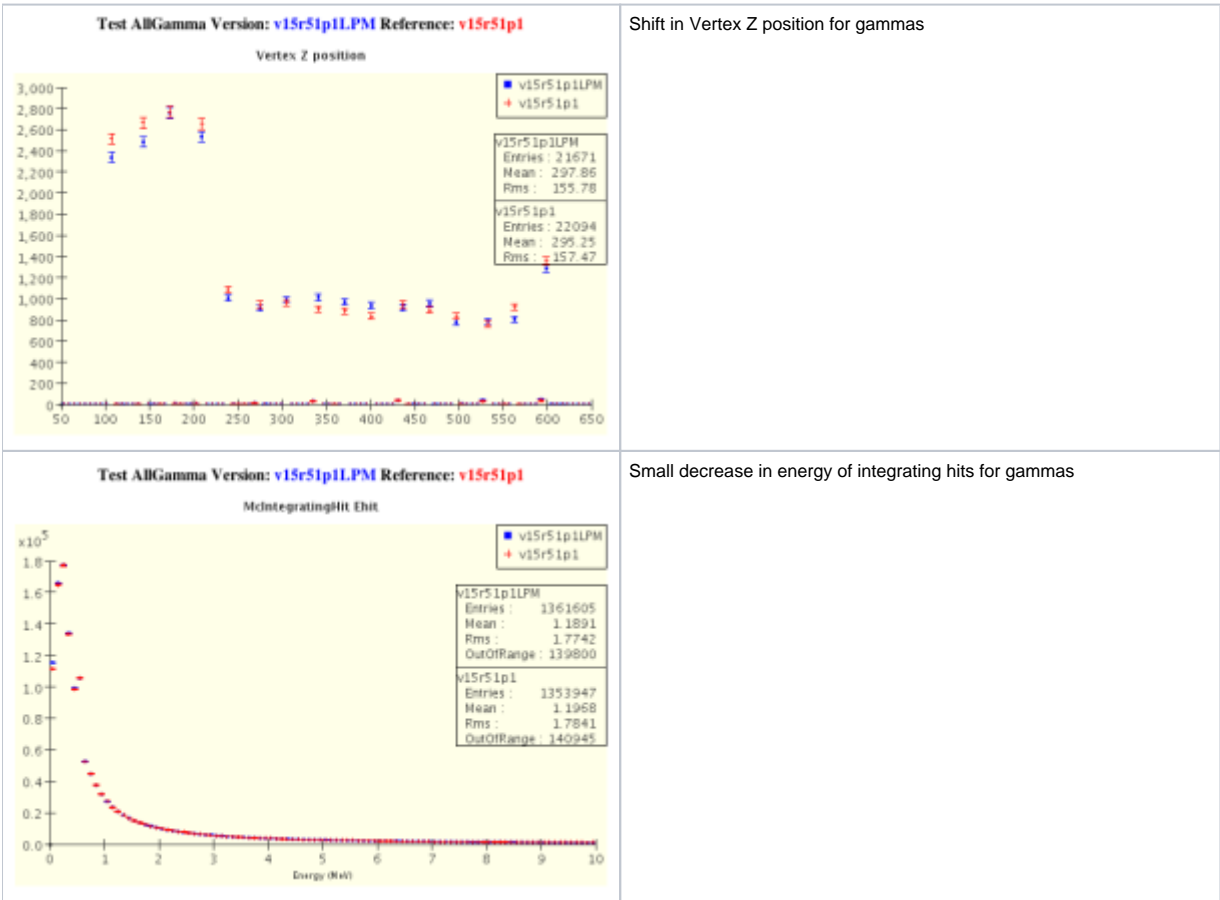 Test AllGamma Version: v15r51p1LPM Reference: v15r51p1
Vertex Z position
3,000
2,800
2,600
2,400
2,200
2,000
1,800
1,600
1,400
1,200
1,000
800
600
400
200
0
50 100 150 200 250 300 350 400 450 500 550 600 650
v15r51p1LPM
v15r51p1
v15r51p1LPM
Entries : 21671
Mean : 297.86
Rms : 155.78
v15r51p1
Entries : 22094
Mean : 295.25
Rms : 157.47
Shift in Vertex Z position for gammas
Test AllGamma Version: v15r51p1LPM Reference: v15r51p1
McIntegratingHit Ehit
x10^5
1.8
1.6
1.4
1.2
1.0
0.8
0.6
0.4
0.2
0.0
0 1 2 3 4 5 6 7 8 9 10
Energy (MeV)
v15r51p1LPM
v15r51p1
v15r51p1LPM
Entries : 1361605
Mean : 1.1891
Rms : 1.7742
OutOfRange : 139800
v15r51p1
Entries : 1353947
Mean : 1.1968
Rms : 1.7841
OutOfRange : 140945
Small decrease in energy of integrating hits for gammas